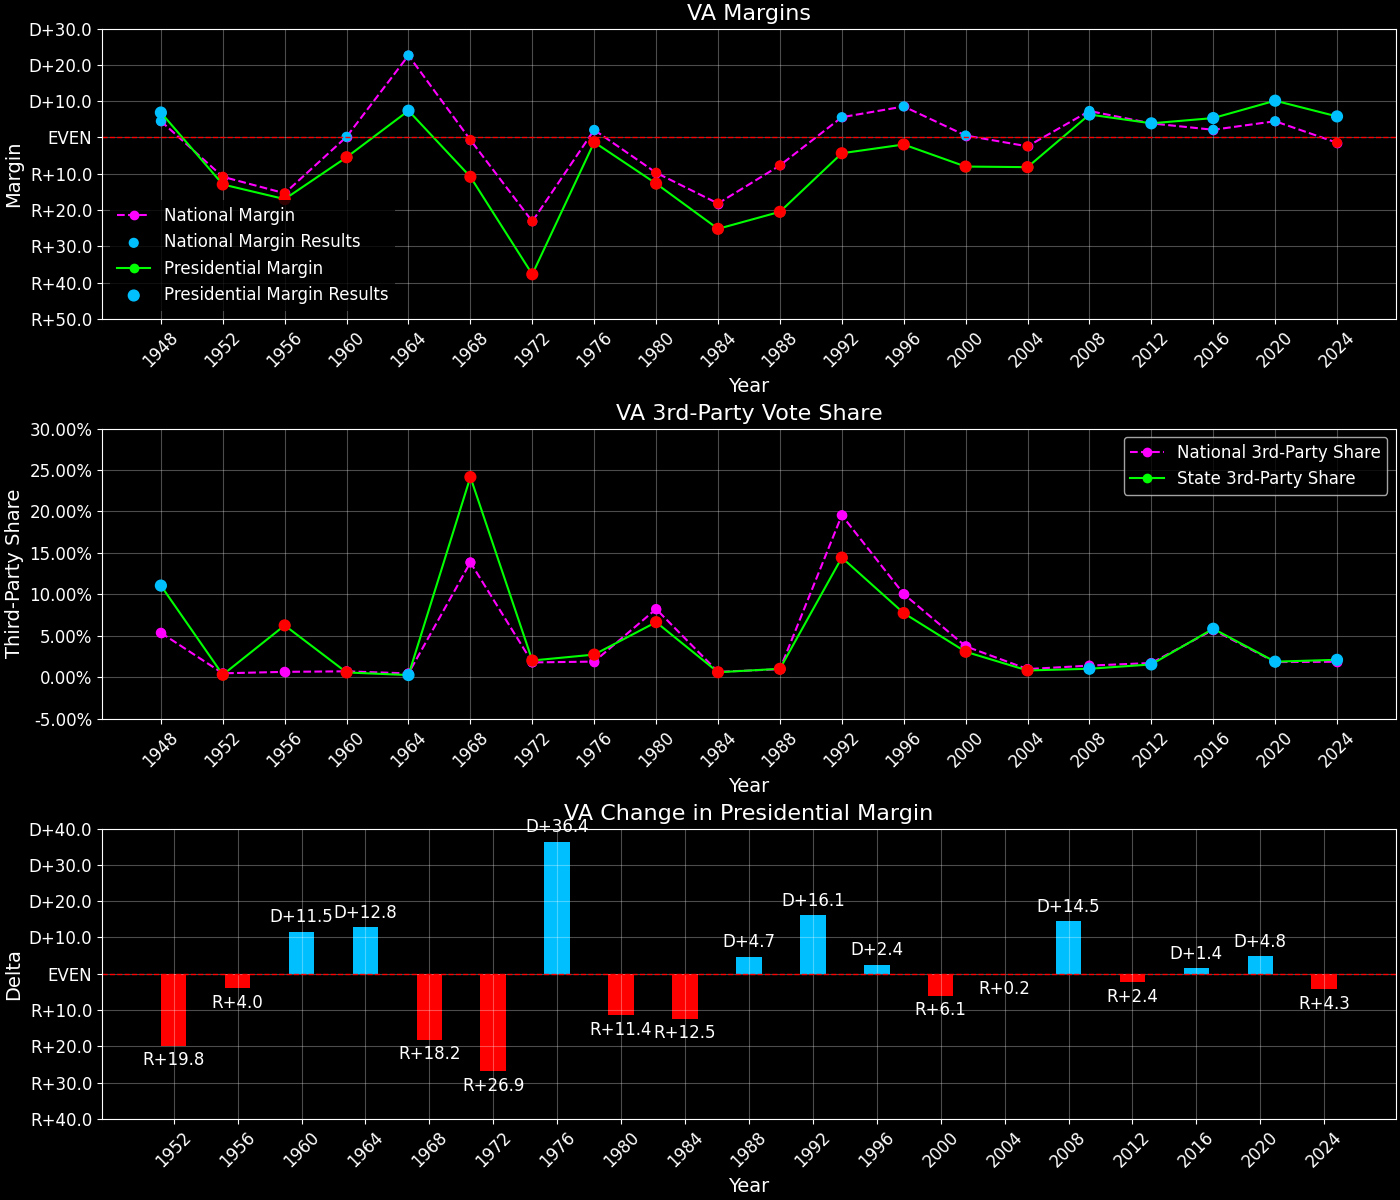 VA Margins
D+30.0
D+20.0
D+10.0
EVEN
R+10.0
R+20.0
R+30.0
R+40.0
R+50.0
Margin
National Margin
National Margin Results
Presidential Margin
Presidential Margin Results
1948 1952 1956 1960 1964 1968 1972 1976 1980 1984 1988 1992 1996 2000 2004 2008 2012 2016 2020 2024
Year
VA 3rd-Party Vote Share
30.00%
25.00%
20.00%
15.00%
10.00%
5.00%
0.00%
-5.00%
Third-Party Share
National 3rd-Party Share
State 3rd-Party Share
1948 1952 1956 1960 1964 1968 1972 1976 1980 1984 1988 1992 1996 2000 2004 2008 2012 2016 2020 2024
Year
VA Change in Presidential Margin
D+40.0
D+30.0
D+20.0
D+10.0
EVEN
R+10.0
R+20.0
R+30.0
R+40.0
Delta
R+19.8
R+4.0
D+11.5
D+12.8
R+18.2
R+26.9
D+36.4
R+11.4
R+12.5
D+4.7
D+16.1
D+2.4
R+6.1
R+0.2
D+14.5
R+2.4
D+1.4
D+4.8
R+4.3
1952 1956 1960 1964 1968 1972 1976 1980 1984 1988 1992 1996 2000 2004 2008 2012 2016 2020 2024
Year